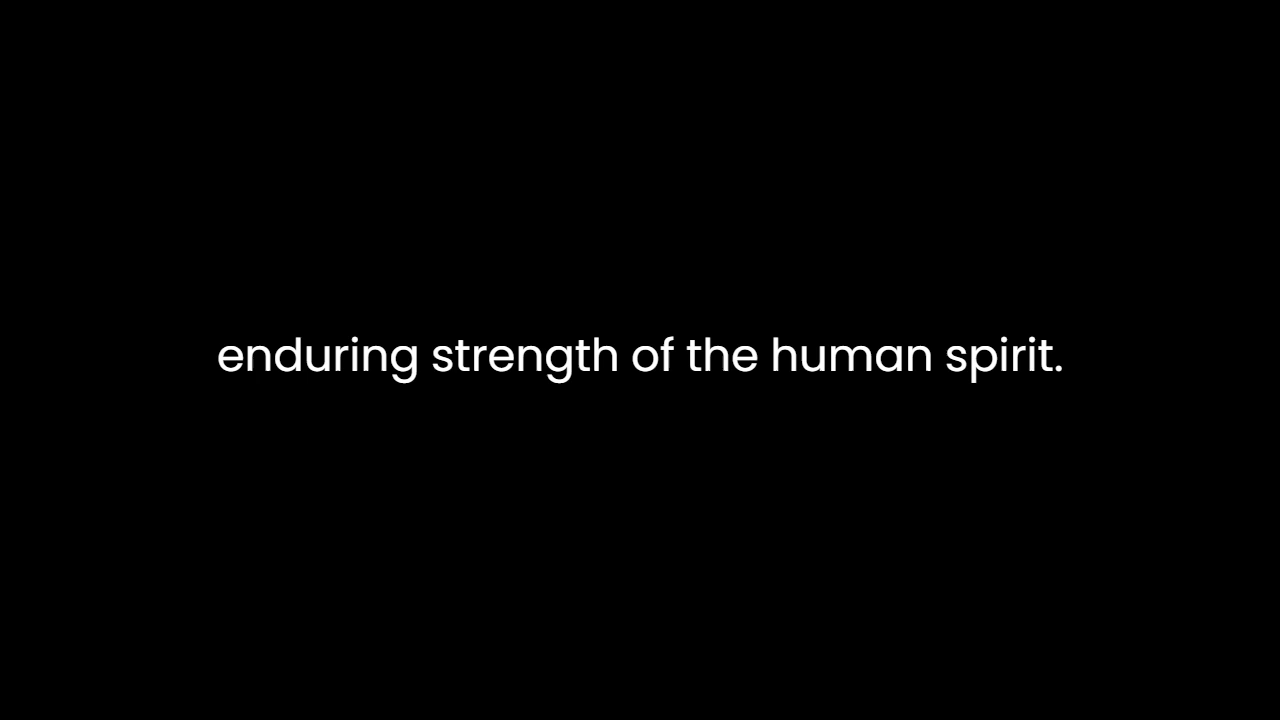 enduring strength of the human spirit.